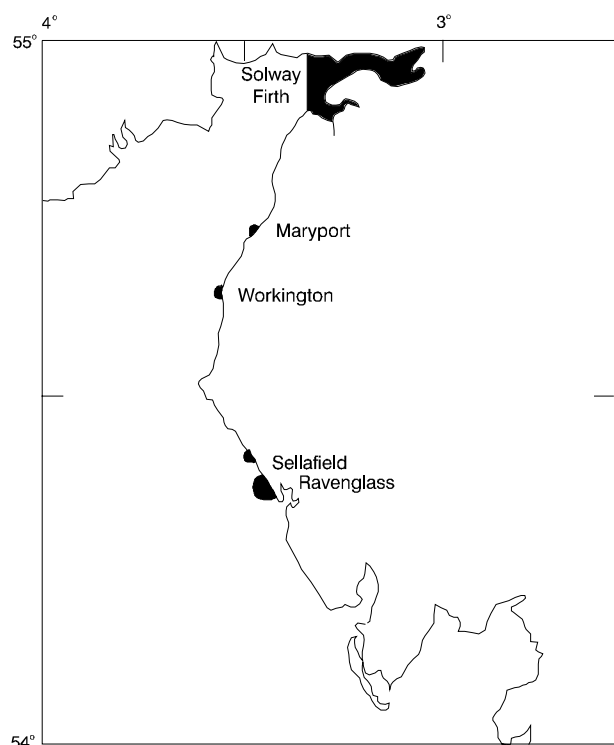 4° 3°
55°
Solway
Firth
Maryport
Workington
Sellafield
Ravenglass
54°